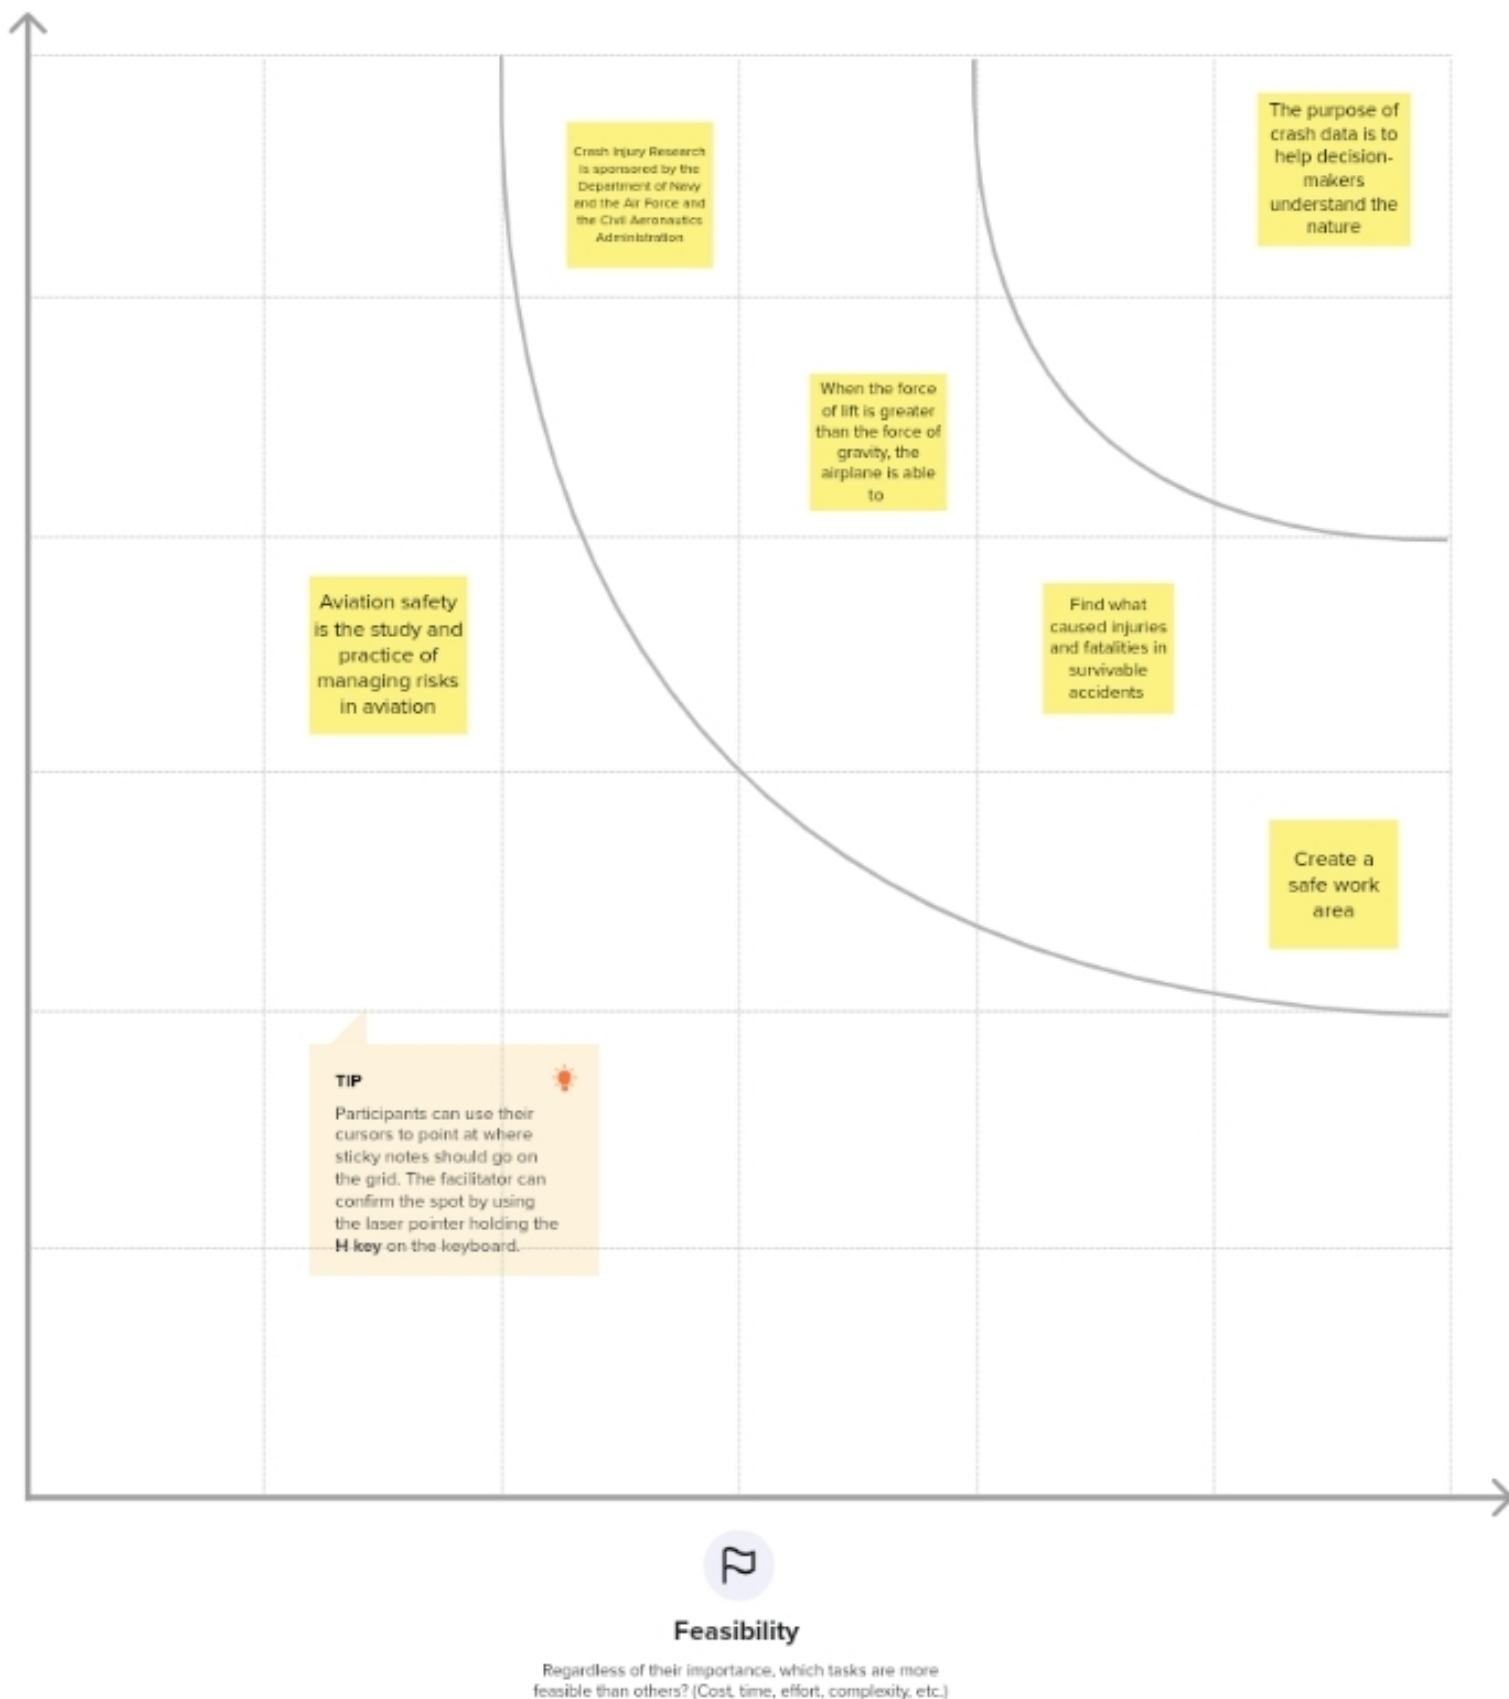 Crash Injury Research
is sponsored by the
Department of Navy
and the Air Force and
the Civil Aeronautics
Administration
The purpose of
crash data is to
help decision-
makers
understand the
nature
When the force
of lift is greater
than the force of
gravity, the
airplane is able
to
Aviation safety
is the study and
practice of
managing risks
in aviation
Find what
caused injuries
and fatalities in
survivable
accidents
Create a
safe work
area
TIP
Participants can use their
cursors to point at where
sticky notes should go on
the grid. The facilitator can
confirm the spot by using
the laser pointer holding the
H key on the keyboard.
Feasibility
Regardless of their importance, which tasks are more
feasible than others? (Cost, time, effort, complexity, etc.)